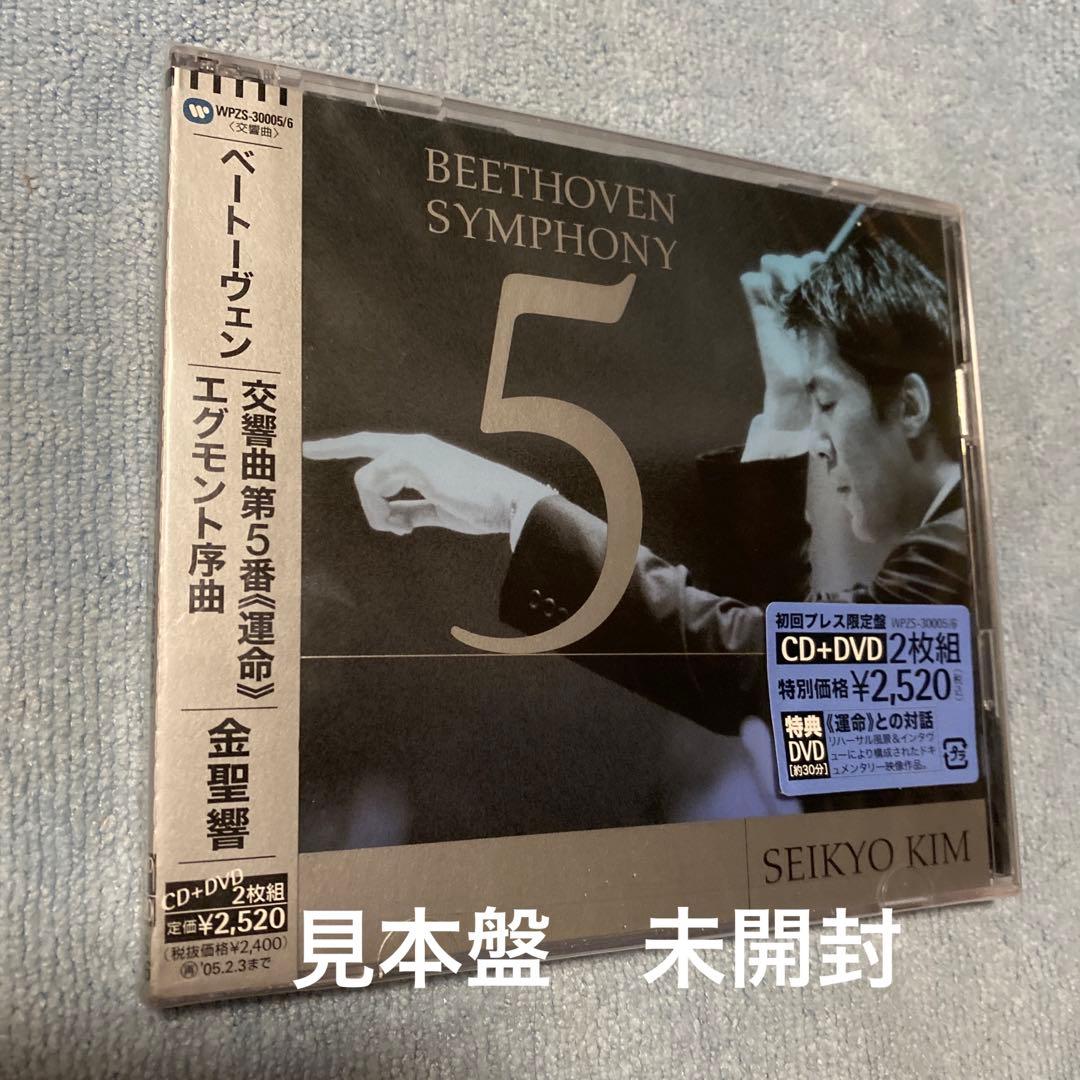 WPZS-30005/6
〈交響曲〉
ベートーヴェン
交響曲第5番《運命》
エグモント序曲
金聖響
CD+DVD
2枚組
定価¥2,520
(税抜価格¥2,400)
再'05.2.3まで
BEETHOVEN
SYMPHONY
5
初回プレス限定盤 WPZS-30005/6
CD+DVD 2枚組
特別価格¥2,520(税込)
特典
DVD
[約30分]
《運命》との対話
リハーサル風景&インタヴ
ューにより構成されたドキ
ュメンタリー映像作品。
プラ
SEIKYO KIM
見本盤 未開封